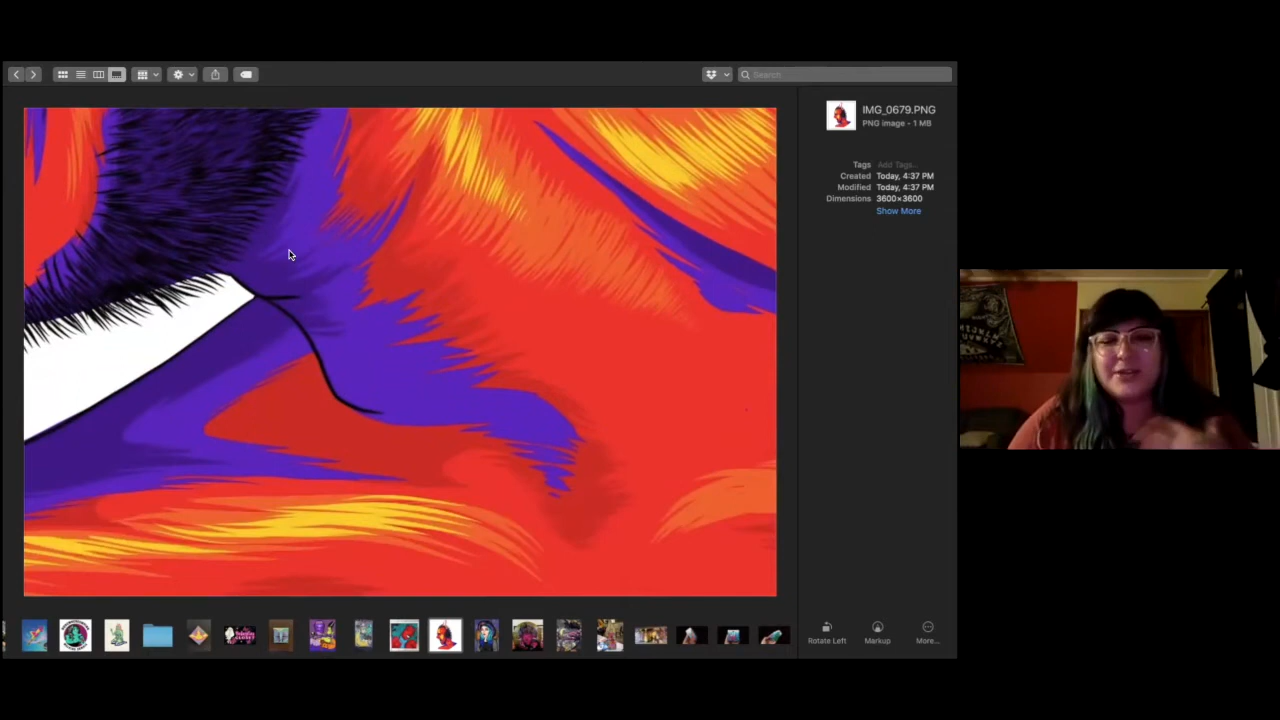 Search
IMG_0679.PNG
PNG image - 1 MB
Tags Add Tags...
Created Today, 4:37 PM
Modified Today, 4:37 PM
Dimensions 3600×3600
Show More
Rotate Left
Markup
More...